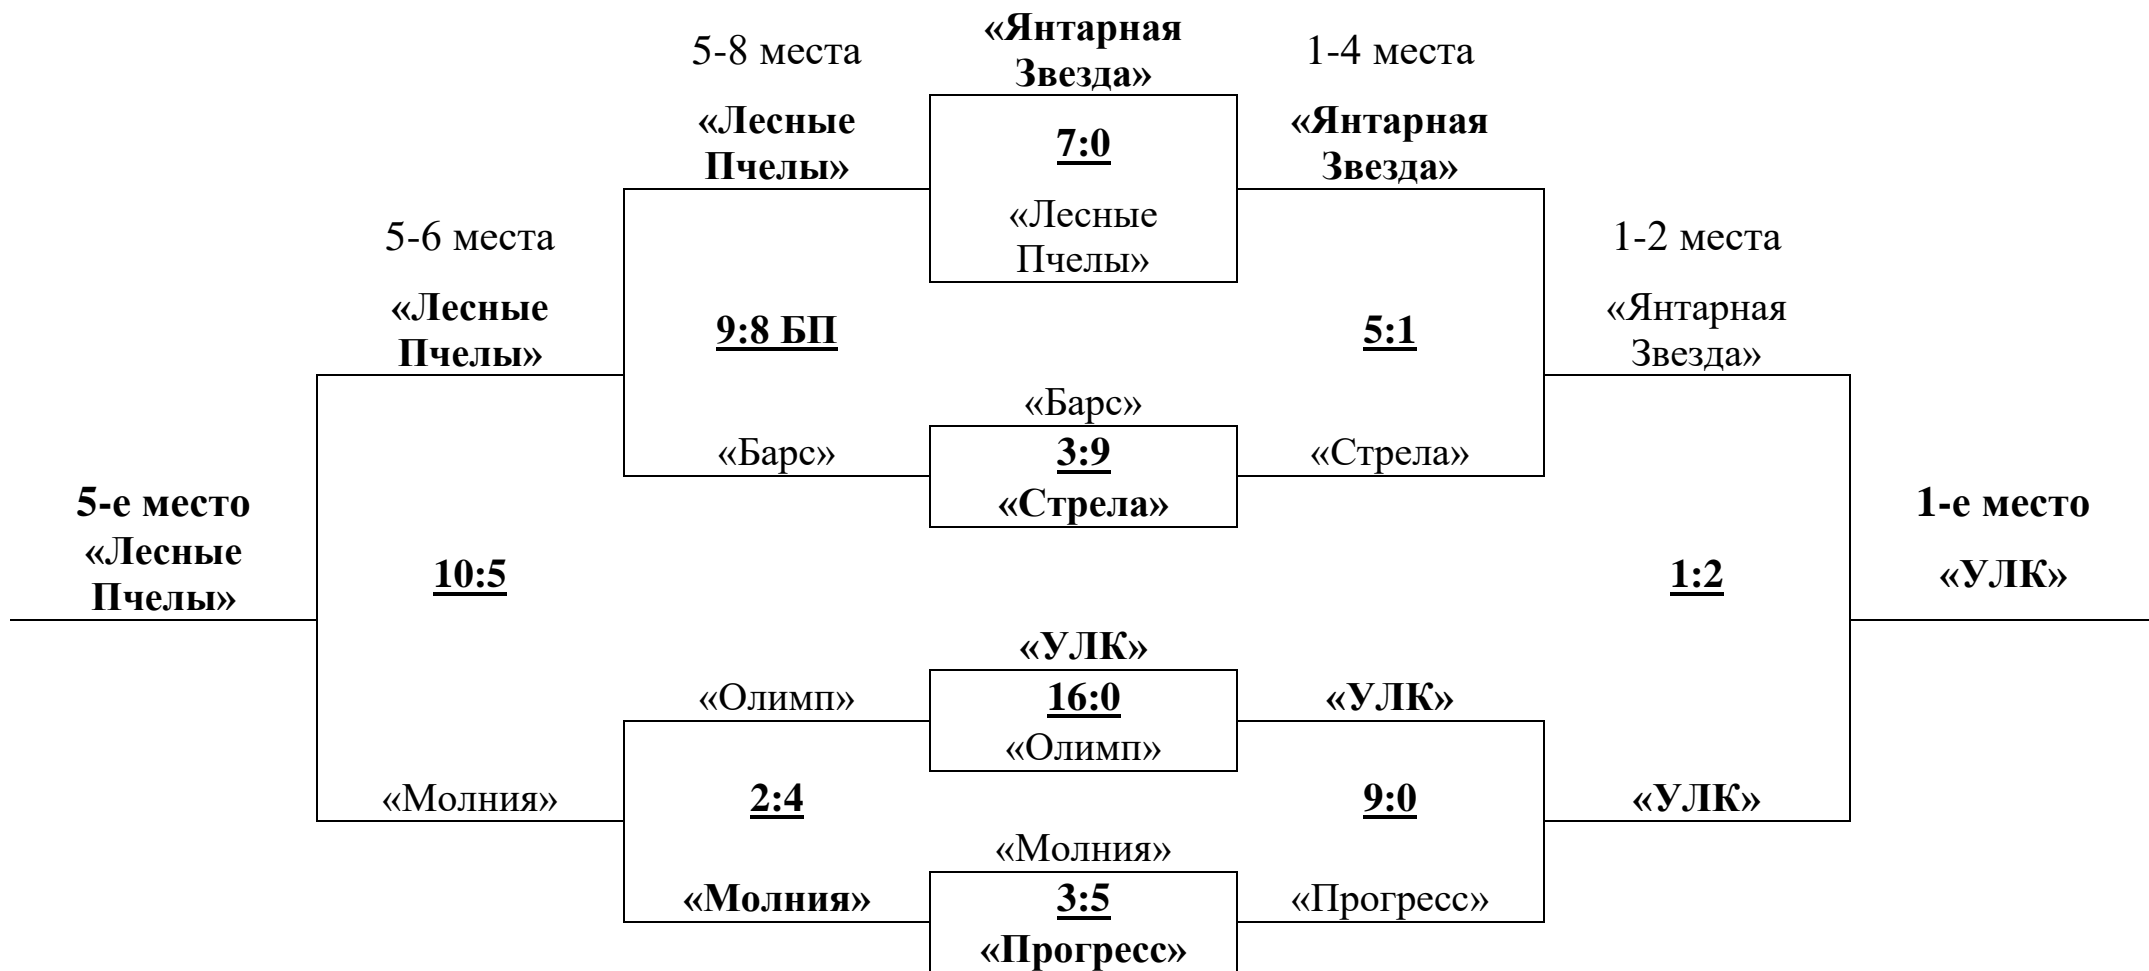 5-8 места
«Янтарная
Звезда»
1-4 места
«Лесные
Пчелы»
7:0
«Янтарная
Звезда»
5-6 места
«Лесные
Пчелы»
1-2 места
«Лесные
Пчелы»
9:8 БП
5:1
«Янтарная
Звезда»
«Барс»
«Барс»
3:9
«Стрела»
«Стрела»
5-е место
«Лесные
Пчелы»
10:5
1:2
1-е место
«УЛК»
«УЛК»
«Олимп»
16:0
«УЛК»
«Олимп»
«Молния»
2:4
9:0
«УЛК»
«Молния»
«Молния»
3:5
«Прогресс»
«Прогресс»